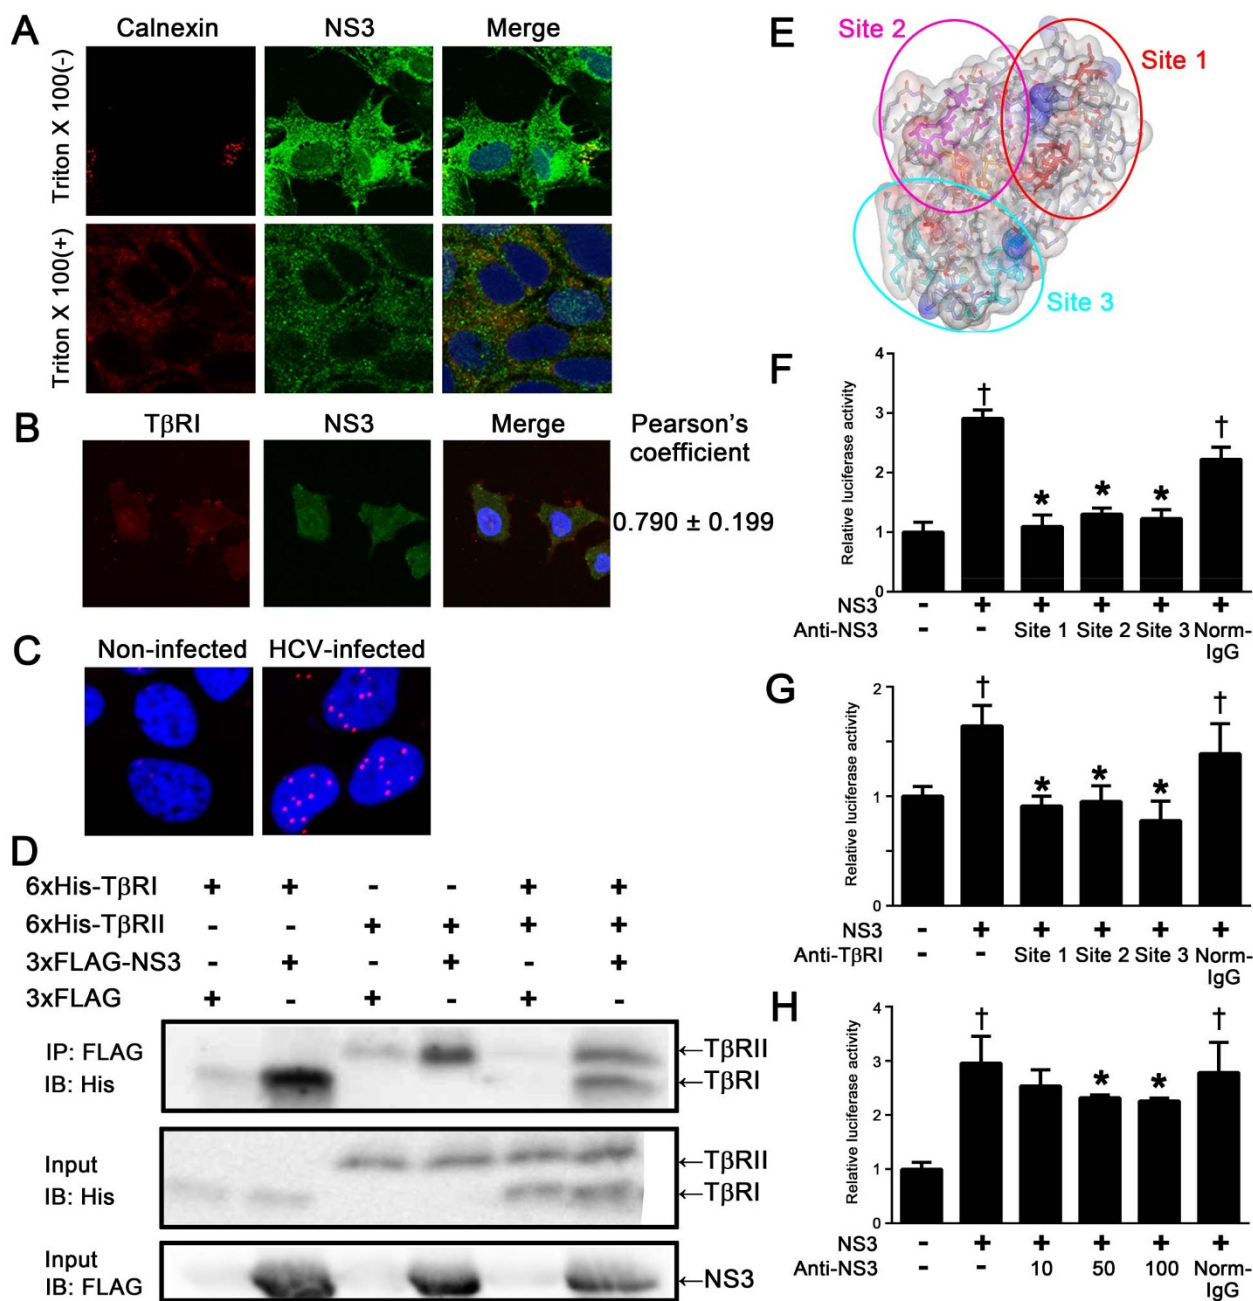 A
Calnexin NS3 Merge
Triton X 100(-)
Triton X 100(+)
B
TβRI NS3 Merge Pearson's
coefficient
0.790 ± 0.199
C
Non-infected HCV-infected
D
6xHis-TβRI + + - - + +
6xHis-TβRII - - + + + +
3xFLAG-NS3 - + - + - +
3xFLAG + - + - + -
IP: FLAG
IB: His
←TβRII
←TβRI
Input
IB: His
←TβRII
←TβRI
Input
IB: FLAG
←NS3
E
Site 2
Site 1
Site 3
F
Relative luciferase activity
4
3
2
1
0
† * * * †
NS3 - + + + + +
Anti-NS3 - - Site 1 Site 2 Site 3 Norm-
IgG
G
Relative luciferase activity
2
1
0
† * * * †
NS3 - + + + + +
Anti-TβRI - - Site 1 Site 2 Site 3 Norm-
IgG
H
Relative luciferase activity
4
3
2
1
0
† * * †
NS3 - + + + + +
Anti-NS3 - - 10 50 100 Norm-
IgG